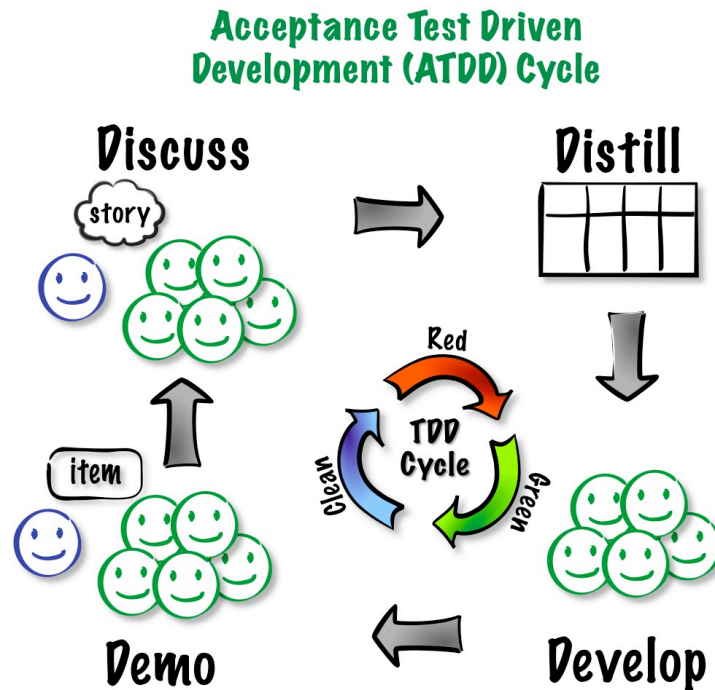 Acceptance Test Driven
Development (ATDD) Cycle
Discuss
Distill
story
Red
TDD
Cycle
Green
Clean
item
Demo
Develop